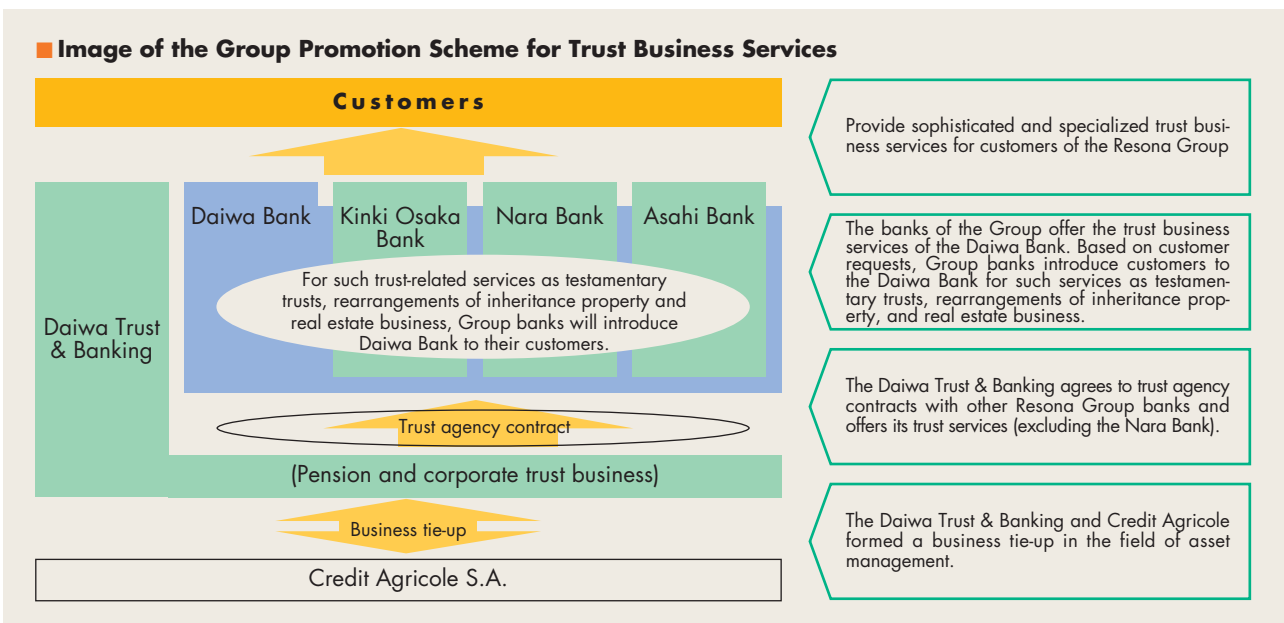 Image of the Group Promotion Scheme for Trust Business Services
Customers
Daiwa Trust
& Banking
Daiwa Bank
Kinki Osaka
Bank
Nara Bank
Asahi Bank
For such trust-related services as testamentary
trusts, rearrangements of inheritance property and
real estate business, Group banks will introduce
Daiwa Bank to their customers.
Trust agency contract
(Pension and corporate trust business)
Business tie-up
Credit Agricole S.A.
Provide sophisticated and specialized trust busi-
ness services for customers of the Resona Group
The banks of the Group offer the trust business
services of the Daiwa Bank. Based on customer
requests, Group banks introduce customers to
the Daiwa Bank for such services as testamen-
tary trusts, rearrangements of inheritance prop-
erty, and real estate business.
The Daiwa Trust & Banking agrees to trust agency
contracts with other Resona Group banks and
offers its trust services (excluding the Nara Bank).
The Daiwa Trust & Banking and Credit Agricole
formed a business tie-up in the field of asset
management.